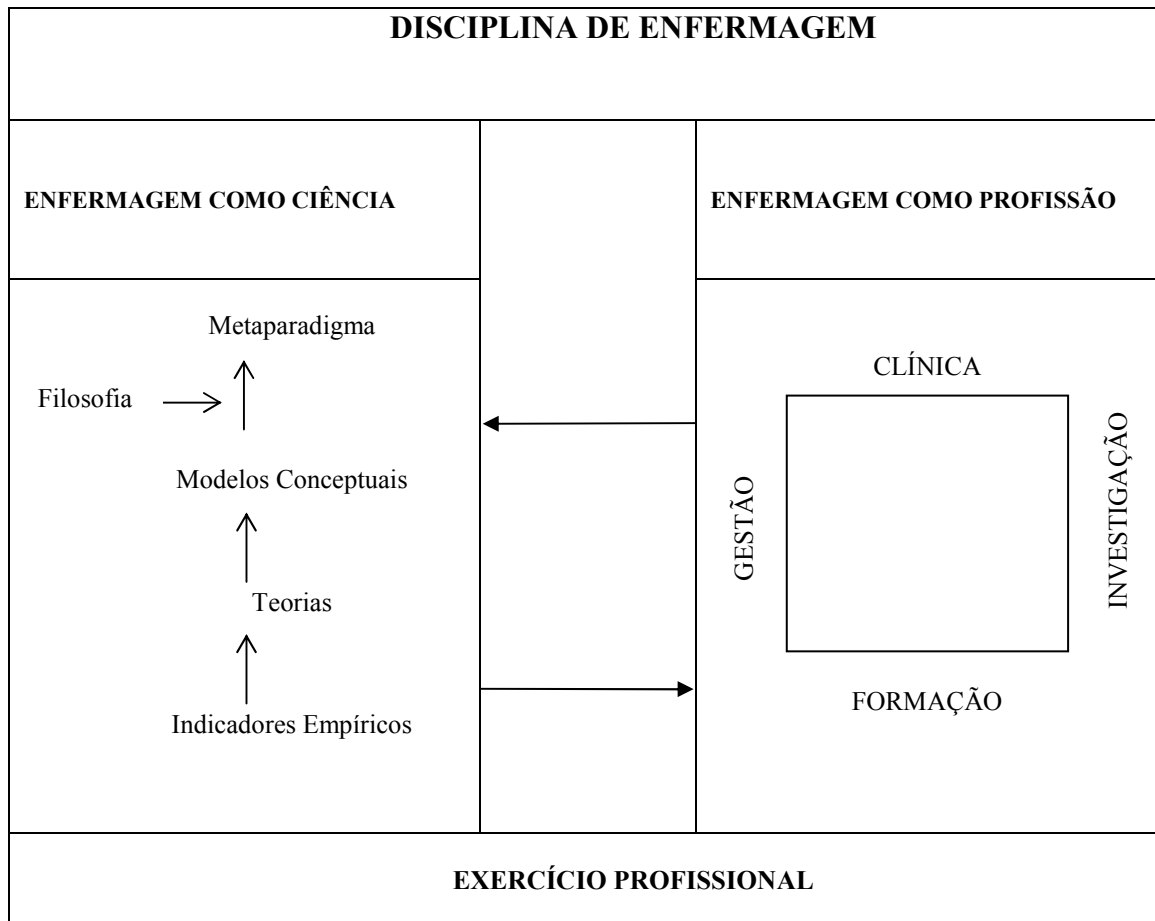 DISCIPLINA DE ENFERMAGEM
ENFERMAGEM COMO CIÊNCIA
ENFERMAGEM COMO PROFISSÃO
Metaparadigma
Filosofia
Modelos Conceptuais
Teorias
Indicadores Empíricos
CLÍNICA
GESTÃO
INVESTIGAÇÃO
FORMAÇÃO
EXERCÍCIO PROFISSIONAL